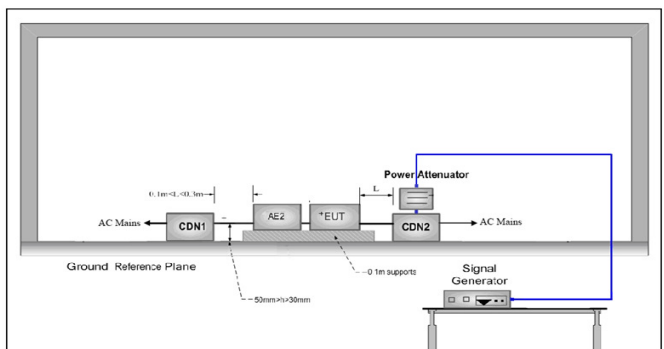 Power Attenuator
0.1m<L<0.3m
L
AC Mains
CDN1
AE2
EUT
CDN2
AC Mains
Ground Reference Plane
0.1m supports
50mm>h>30mm
Signal
Generator